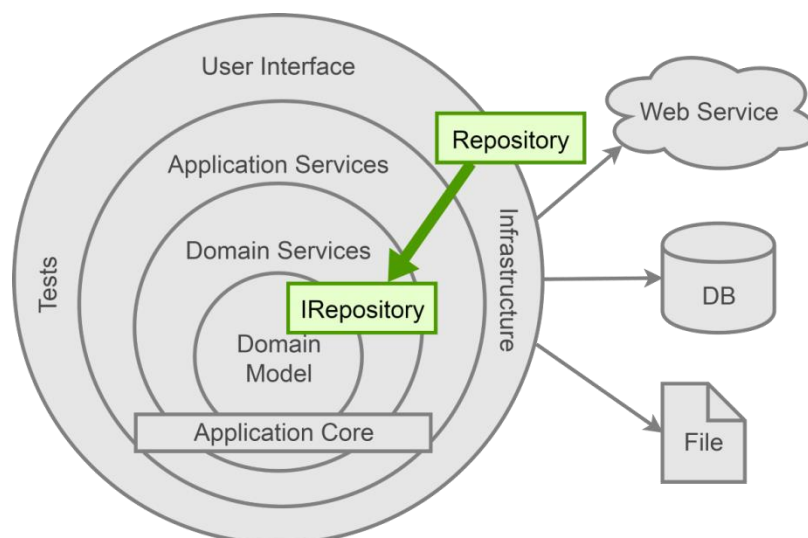 User Interface
Web Service
Repository
Application Services
Domain Services
Tests
Infrastructure
DB
IRepository
Domain
Model
Application Core
File